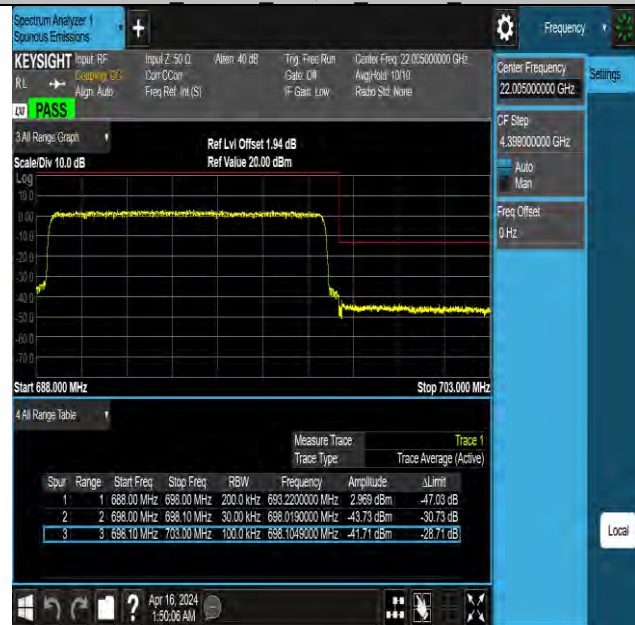 Spectrum Analyzer 1
Spurious Emissions
+
Frequency
KEYSIGHT
RL
Input: RF
Coupling: DC
Align: Auto
Input Z: 50 Ω
Corr CCorr
Freq Ref: Int (S)
Atten: 40 dB
Trig: Free Run
Gate: Off
IF Gain: Low
Center Freq: 22.005000000 GHz
Avg|Hold: 10/10
Radio Std: None
LXI PASS
Center Frequency
22.005000000 GHz
Settings
CF Step
4.399000000 GHz
Auto
Man
Freq Offset
0 Hz
3 All Range Graph
Ref Lvl Offset 1.94 dB
Scale/Div 10.0 dB
Ref Value 20.00 dBm
Log
10.0
0.00
-10.0
-20.0
-30.0
-40.0
-50.0
-60.0
-70.0
Start 688.000 MHz
Stop 703.000 MHz
4 All Range Table
Measure Trace Trace 1
Trace Type Trace Average (Active)
Spur Range Start Freq Stop Freq RBW Frequency Amplitude ΔLimit
1 1 688.00 MHz 698.00 MHz 200.0 kHz 693.2200000 MHz 2.969 dBm -47.03 dB
2 2 698.00 MHz 698.10 MHz 30.00 kHz 698.0190000 MHz -43.73 dBm -30.73 dB
3 3 698.10 MHz 703.00 MHz 100.0 kHz 698.1049000 MHz -41.71 dBm -28.71 dB
Local
?
Apr 16, 2024
1:50:06 AM